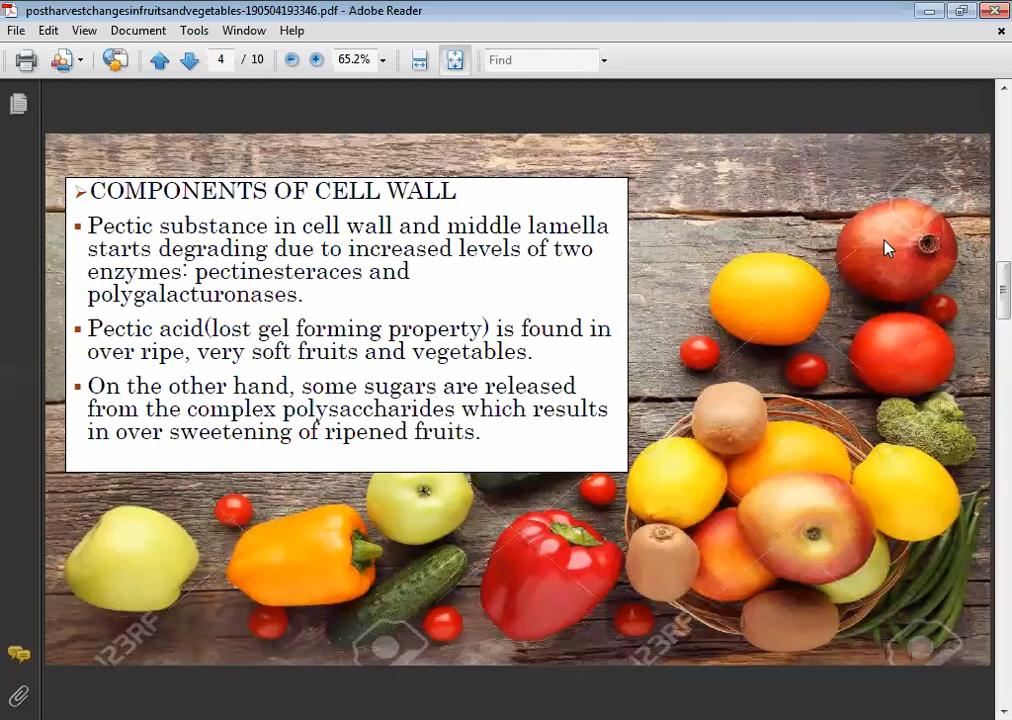 postharvestchangesinfruitsandvegetables-190504193346.pdf - Adobe Reader
File Edit View Document Tools Window Help
4 / 10 65.2% Find
COMPONENTS OF CELL WALL
Pectic substance in cell wall and middle lamella
starts degrading due to increased levels of two
enzymes: pectinesteraces and
polygalacturonases.
Pectic acid(lost gel forming property) is found in
over ripe, very soft fruits and vegetables.
On the other hand, some sugars are released
from the complex polysaccharides which results
in over sweetening of ripened fruits.
123RF
123RF
123RF